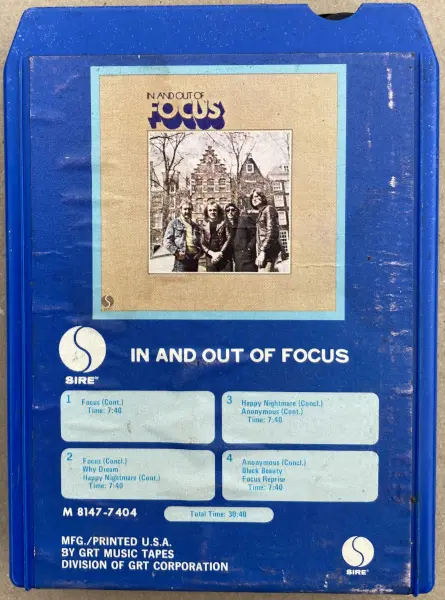 IN AND OUT OF
FOCUS
S
SIRE™
IN AND OUT OF FOCUS
1 Focus (Cont.)
Time: 7:40
2 Focus (Concl.)
Why Dream
Happy Nightmare (Cont.)
Time: 7:40
3 Happy Nightmare (Concl.)
Anonymous (Cont.)
Time: 7:40
4 Anonymous (Concl.)
Black Beauty
Focus Reprise
Time: 7:40
M 8147-7404
Total Time: 30:40
MFG./PRINTED U.S.A.
BY GRT MUSIC TAPES
DIVISION OF GRT CORPORATION
S
SIRE™